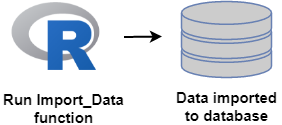 R
Run Import_Data
function
Data imported
to database